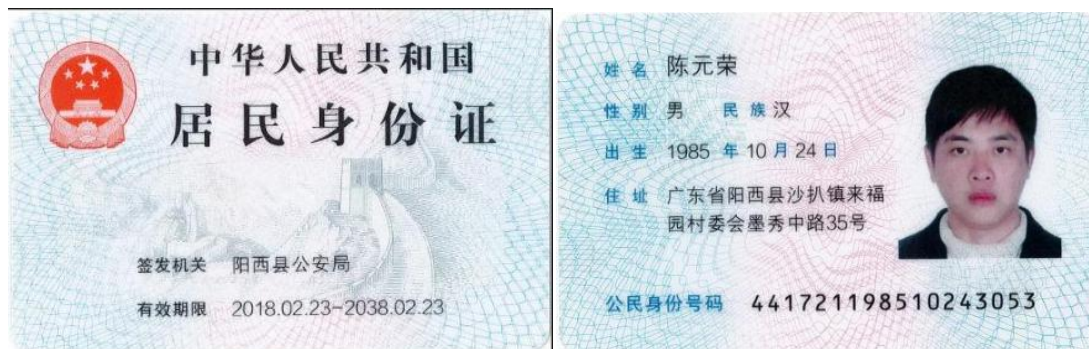 中华人民共和国
居民身份证
签发机关 阳西县公安局
有效期限 2018.02.23-2038.02.23
姓名 陈元荣
性别 男 民族 汉
出生 1985 年 10 月 24 日
住址 广东省阳西县沙扒镇来福
园村委会墨秀中路35号
公民身份号码 441721198510243053